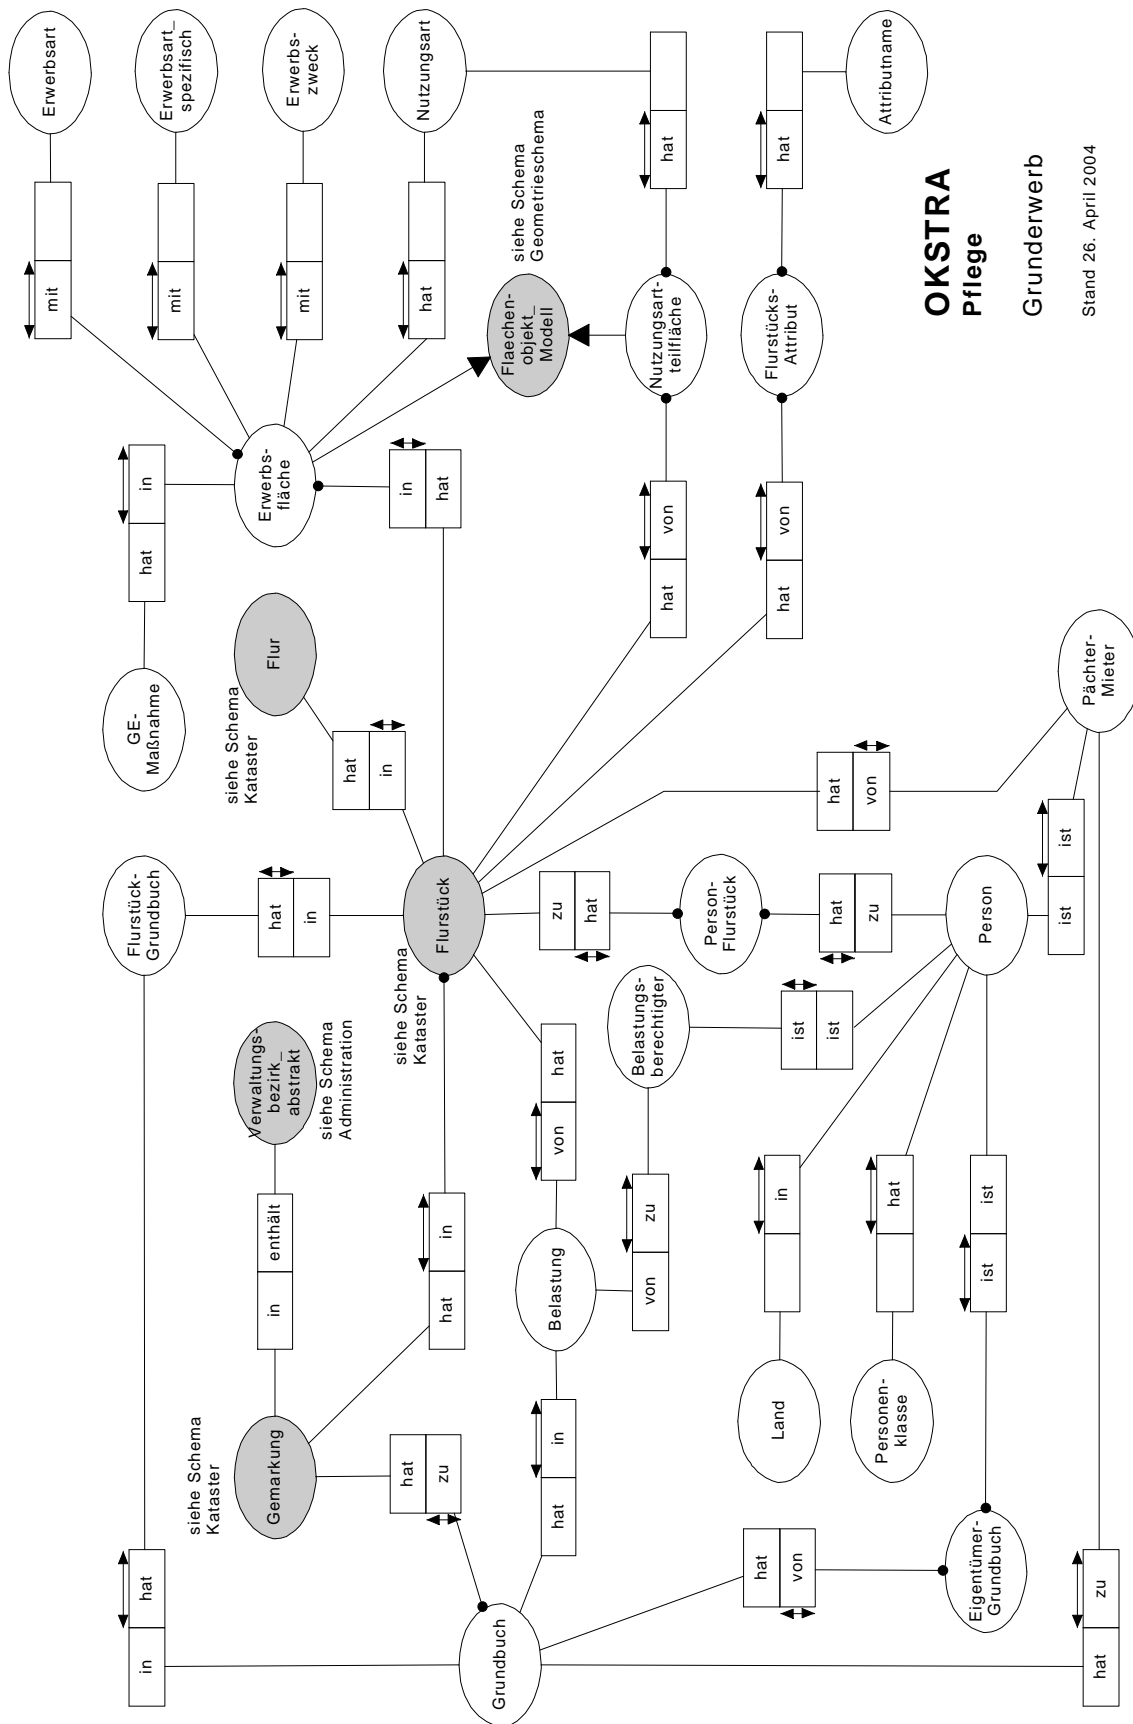 in
hat
Flurstück-
Grundbuch
GE-
Maßnahme
hat
in
mit
Erwerbsart
mit
Erwerbsart_
spezifisch
siehe Schema
Kataster
Gemarkung
in
enthält
Verwaltungs-
bezirk_
abstrakt
siehe Schema
Administration
hat
in
siehe Schema
Kataster
Flur
Erwerbs-
fläche
mit
Erwerbs-
zweck
hat
in
hat
zu
hat
in
siehe Schema
Kataster
Flurstück
in
hat
hat
Nutzungsart
Grundbuch
hat
in
Belastung
von
hat
zu
hat
Flaechen-
objekt_
Modell
siehe Schema
Geometrieschema
von
zu
Belastungs-
berechtigter
Person-
Flurstück
hat
von
Nutzungsart-
teilfläche
hat
hat
von
Land
in
ist
ist
hat
zu
hat
von
hat
von
Flurstücks-
Attribut
hat
Personen-
klasse
hat
Attributname
Eigentümer-
Grundbuch
ist
ist
Person
hat
zu
ist
ist
Pächter-
Mieter
OKSTRA
Pflege
Grunderwerb
Stand 26. April 2004